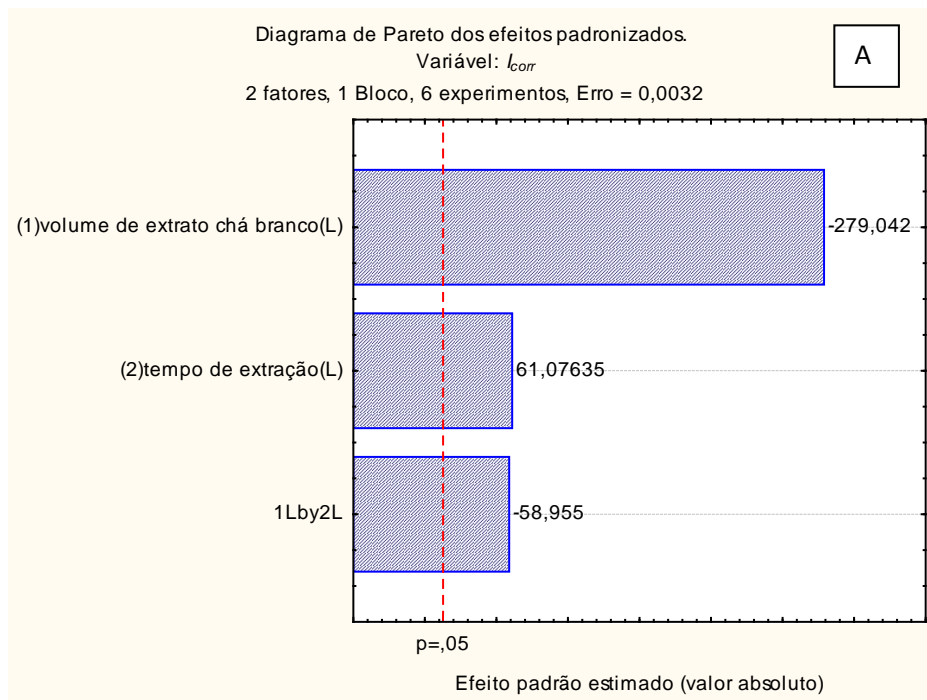 Diagrama de Pareto dos efeitos padronizados.
A
Variável: Icorr
2 fatores, 1 Bloco, 6 experimentos, Erro = 0,0032
(1)volume de extrato chá branco(L)
-279,042
(2)tempo de extração(L)
61,07635
1Lby2L
-58,955
p=,05
Efeito padrão estimado (valor absoluto)